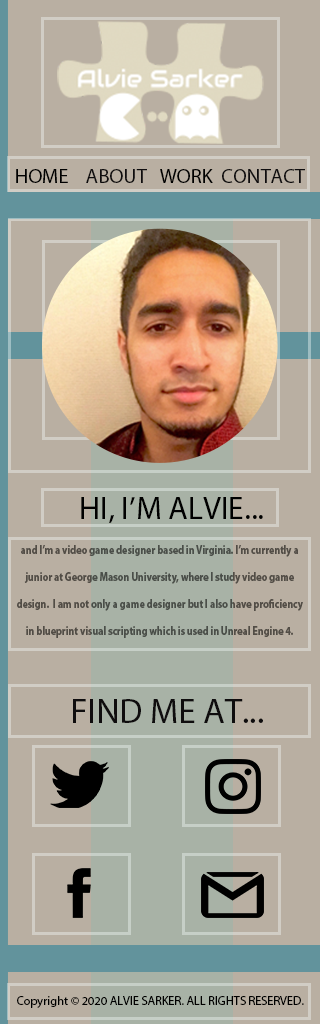 Alvie Sarker
HOME ABOUT WORK CONTACT
HI, I'M ALVIE...
and I'm a video game designer based in Virginia. I'm currently a
junior at George Mason University, where I study video game
design. I am not only a game designer but I also have proficiency
in blueprint visual scripting which is used in Unreal Engine 4.
FIND ME AT...
Copyright © 2020 ALVIE SARKER. ALL RIGHTS RESERVED.